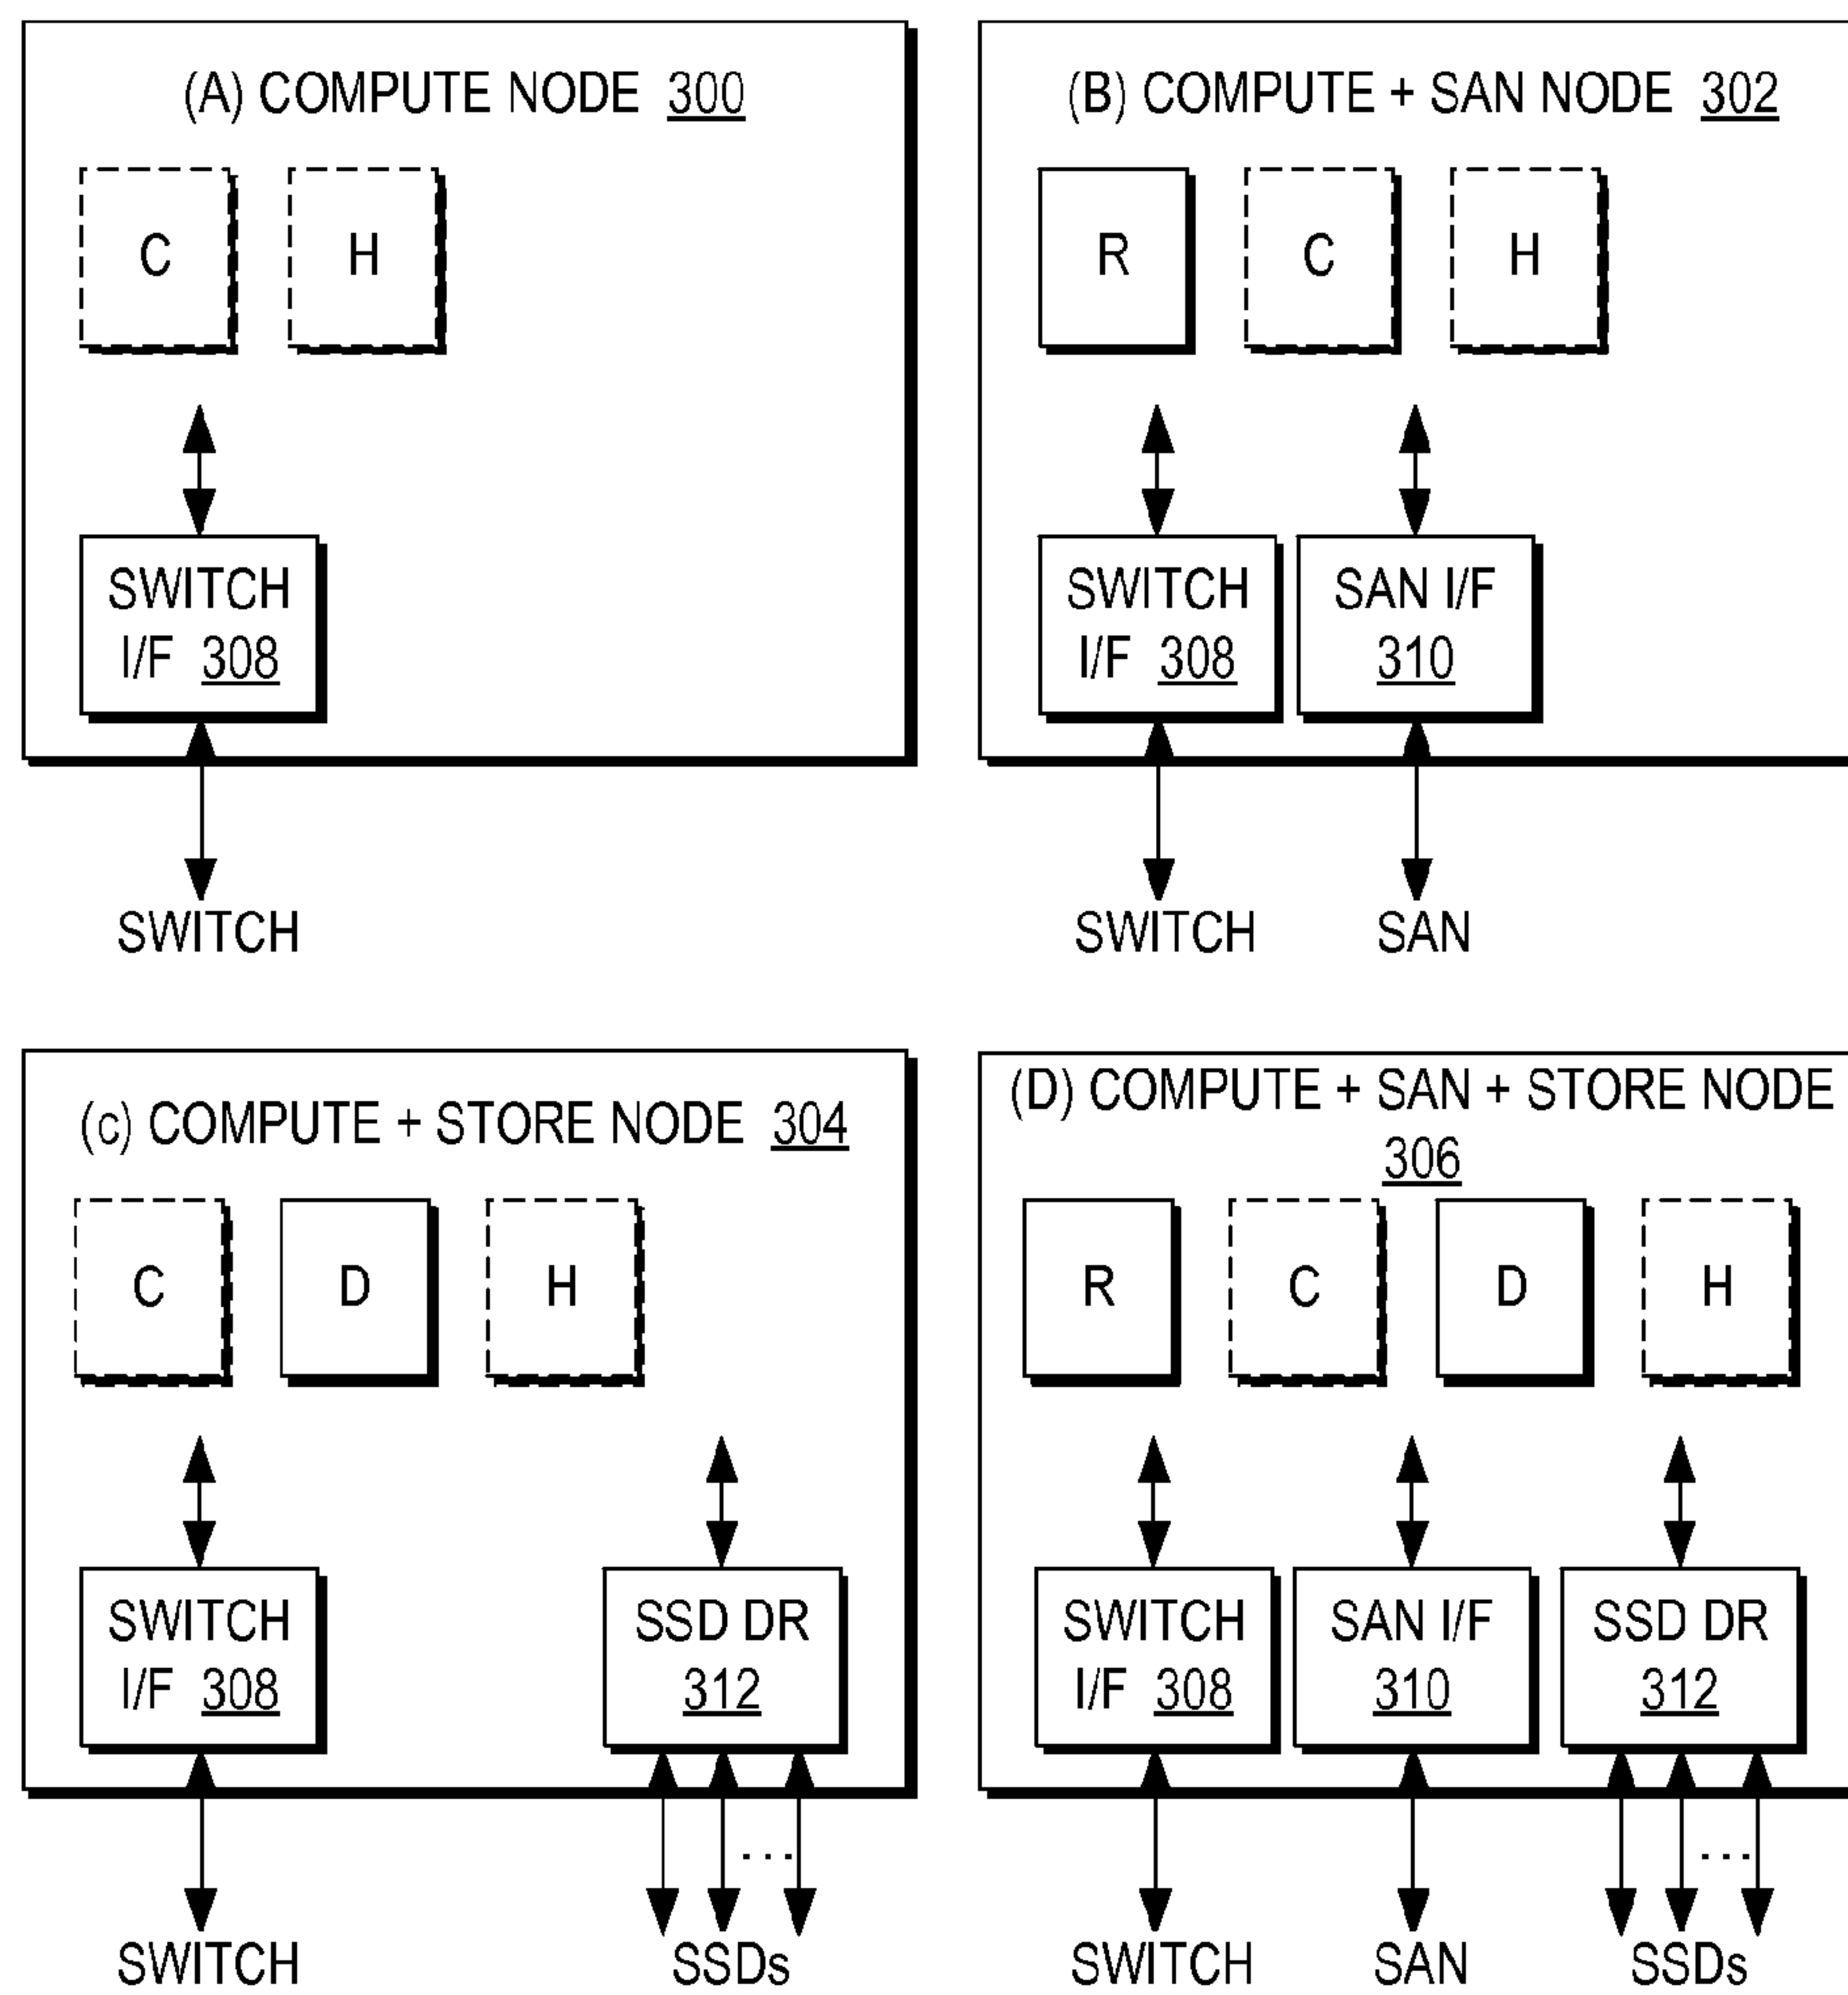 (A) COMPUTE NODE 300
C H
SWITCH
I/F 308
SWITCH
(B) COMPUTE + SAN NODE 302
R C H
SWITCH
I/F 308
SAN I/F
310
SWITCH SAN
(c) COMPUTE + STORE NODE 304
C D H
SWITCH
I/F 308
SSD DR
312
...
SWITCH SSDs
(D) COMPUTE + SAN + STORE NODE
306
R C D H
SWITCH
I/F 308
SAN I/F
310
SSD DR
312
...
SWITCH SAN SSDs